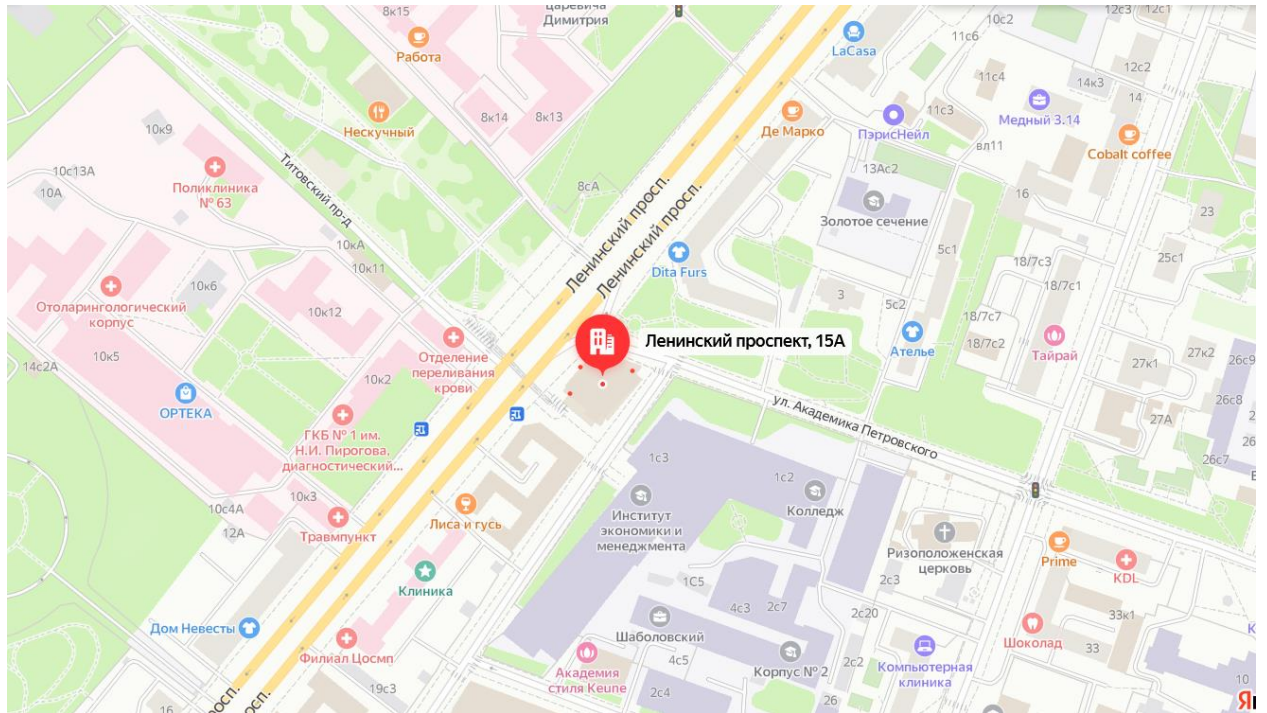 8к15
царевича
Димитрия
10с2
12с3
12с1
Работа
LaCasa
11с6
12с2
11с4
14к3
14
Нескучный
8к14
8к13
Де Марко
ПэрисНейл
11с3
Медный 3.14
вл11
Cobalt coffee
10к9
10с13А
10А
Поликлиника
№ 63
Титовский пр-д
8сА
13Ас2
16
Золотое сечение
23
10кА
10к11
Ленинский просп.
Ленинский просп.
Dita Furs
5с1
18/7с3
25с1
10к6
Отоларингологический
корпус
10к12
3
5с2
18/7с1
18/7с7
Ленинский проспект, 15А
Ателье
18/7с2
Тайрай
10к5
14с2А
Отделение
переливания
крови
10к2
27к1
27к2
26с9
ОРТЕКА
ул. Академика Петровского
26с8
27А
ГКБ № 1 им.
Н.И. Пирогова,
диагностический...
1с3
1с2
26с7
10к3
Колледж
10с4А
12А
Травмпункт
Лиса и гусь
Институт
экономики и
менеджмента
Ризоположенская
церковь
Prime
KDL
Клиника
1С5
2с3
4с3
2с7
2с20
33к1
Дом Невесты
Шаболовский
Шоколад
33
Филиал Цосмп
4с5
Корпус № 2
2с2
Компьютерная
клиника
Академия
стиля Keune
19с3
2с4
26
10
16
просп.
просп.